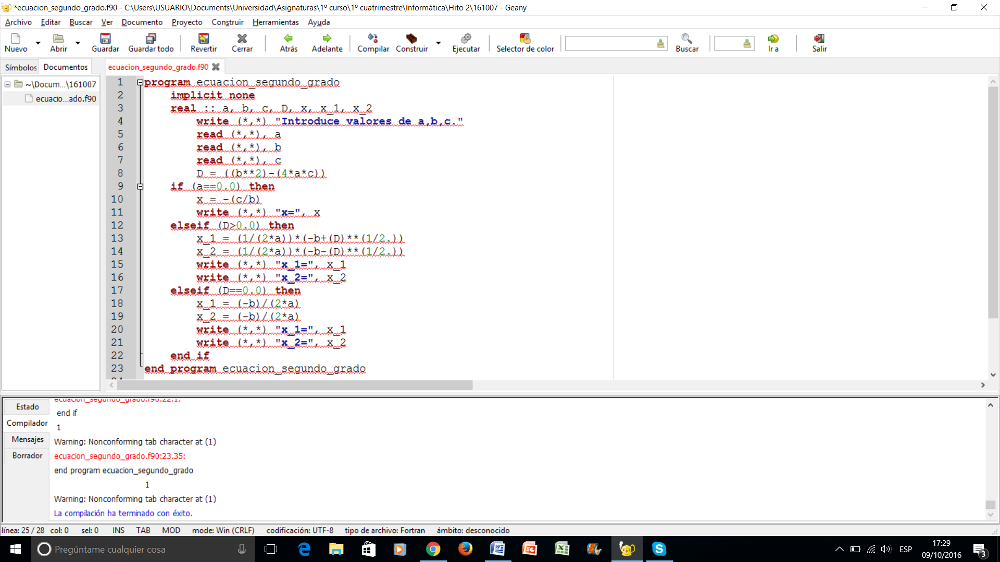 *ecuacion_segundo_grado.f90 - C:\Users\USUARIO\Documents\Universidad\Asignaturas\1º curso\1º cuatrimestre\Informática\Hito 2\161007 - Geany
Archivo Editar Buscar Ver Documento Proyecto Construir Herramientas Ayuda
Nuevo Abrir Guardar Guardar todo Revertir Cerrar Atrás Adelante Compilar Construir Ejecutar Selector de color Buscar Ir a Salir
Símbolos Documentos ecuacion_segundo_grado.f90
~\Docum...\161007
ecuacio...ado.f90
1 program ecuacion_segundo_grado
2 implicit none
3 real :: a, b, c, D, x, x_1, x_2
4 write (*,*) "Introduce valores de a,b,c."
5 read (*,*), a
6 read (*,*), b
7 read (*,*), c
8 D = ((b**2)-(4*a*c))
9 if (a==0.0) then
10 x = -(c/b)
11 write (*,*) "x=", x
12 elseif (D>0.0) then
13 x_1 = (1/(2*a))*(-b+(D)**(1/2.))
14 x_2 = (1/(2*a))*(-b-(D)**(1/2.))
15 write (*,*) "x_1=", x_1
16 write (*,*) "x_2=", x_2
17 elseif (D==0.0) then
18 x_1 = (-b)/(2*a)
19 x_2 = (-b)/(2*a)
20 write (*,*) "x_1=", x_1
21 write (*,*) "x_2=", x_2
22 end if
23 end program ecuacion_segundo_grado
24
Estado
Compilador
Mensajes
Borrador
ecuacion_segundo_grado.f90:22.1:
end if
1
Warning: Nonconforming tab character at (1)
ecuacion_segundo_grado.f90:23.35:
end program ecuacion_segundo_grado
1
Warning: Nonconforming tab character at (1)
La compilación ha terminado con éxito.
línea: 25 / 28 col: 0 sel: 0 INS TAB MOD mode: Win (CRLF) codificación: UTF-8 tipo de archivo: Fortran ámbito: desconocido
Pregúntame cualquier cosa
ESP
17:29
09/10/2016
3